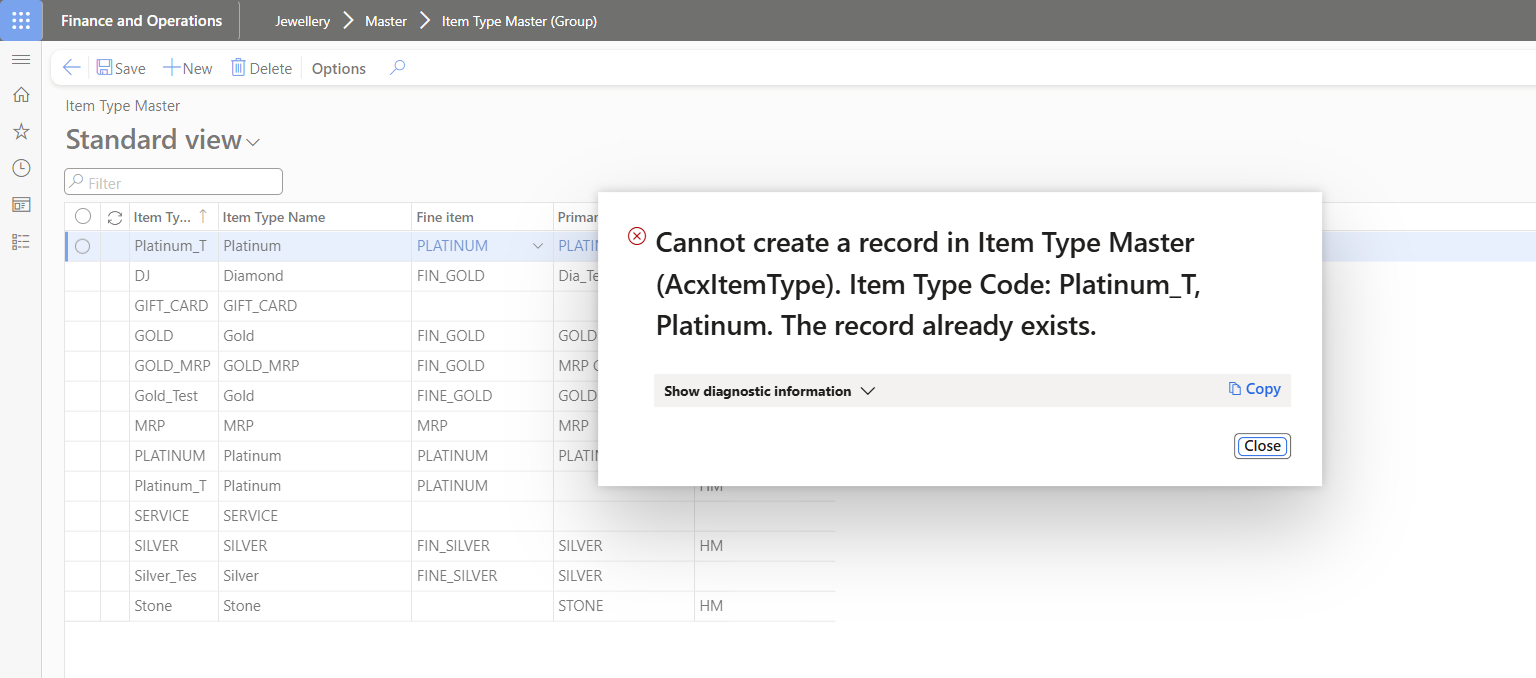 Finance and Operations
Jewellery
Master
Item Type Master (Group)
Save
New
Delete
Options
Item Type Master
Standard view
Filter
Item Ty... Item Type Name Fine item
Platinum_T Platinum PLATINUM
DJ Diamond FIN_GOLD
GIFT_CARD GIFT_CARD
GOLD Gold FIN_GOLD GOLD
GOLD_MRP GOLD_MRP FIN_GOLD MRP
Gold_Test Gold FINE_GOLD GOLD
MRP MRP MRP MRP
PLATINUM Platinum PLATINUM
Platinum_T Platinum PLATINUM HM
SERVICE SERVICE
SILVER SILVER FIN_SILVER SILVER HM
Silver_Tes Silver FINE_SILVER SILVER
Stone Stone STONE HM
Cannot create a record in Item Type Master
(AcxItemType). Item Type Code: Platinum_T,
Platinum. The record already exists.
Show diagnostic information
Copy
Close